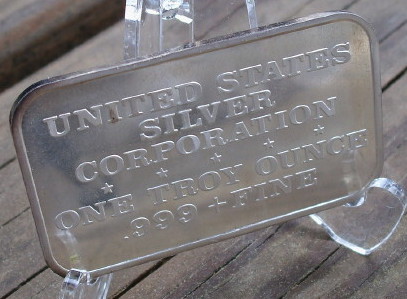 UNITED STATES
SILVER
CORPORATION
ONE TROY OUNCE
.999 + FINE